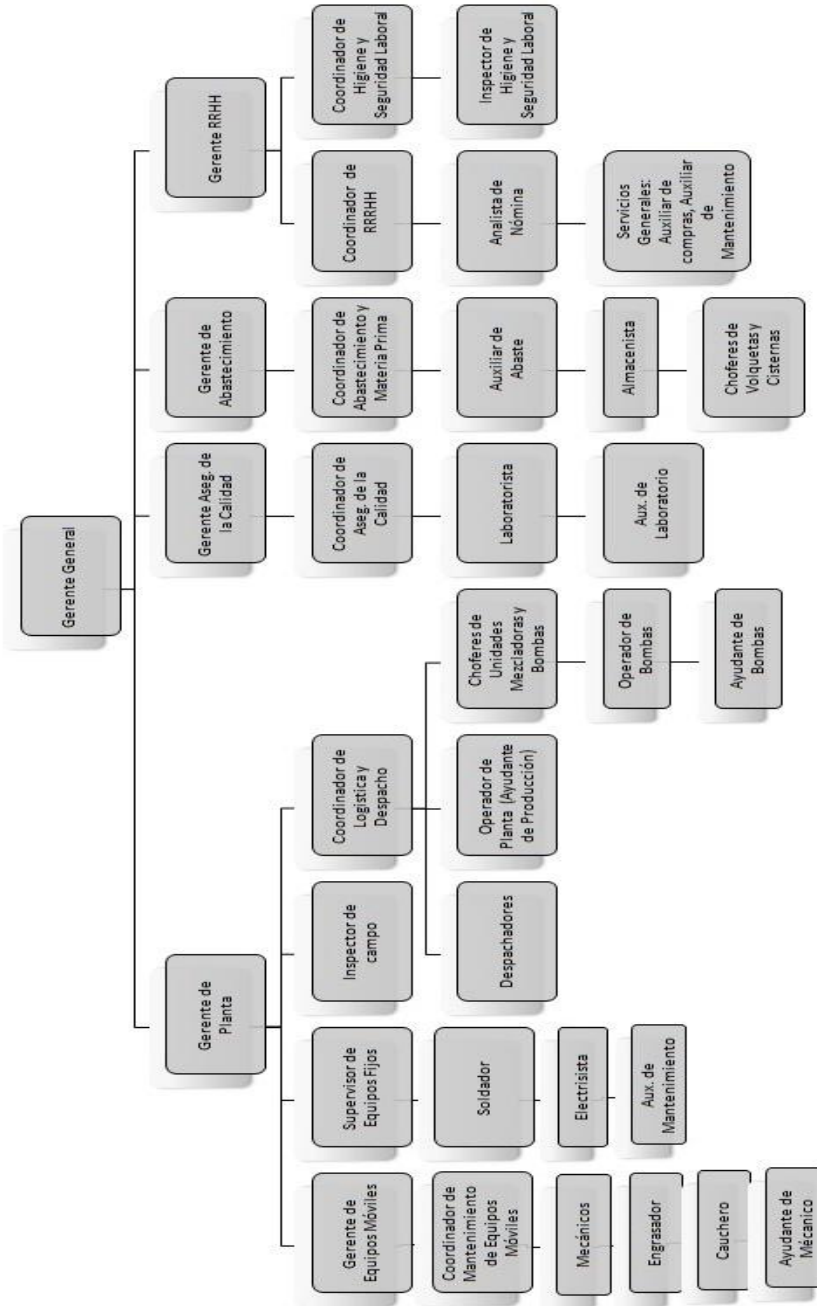 Gerente General
Gerente de
Planta
Gerente Aseg. de
la Calidad
Gerente de
Abastecimiento
Gerente RRHH
Gerente de
Equipos Móviles
Supervisor de
Equipos Fijos
Inspector de
campo
Coordinador de
Logística y
Despacho
Coordinador de
Aseg. de la
Calidad
Coordinador de
Abastecimiento y
Materia Prima
Coordinador de
RRRHH
Coordinador de
Higiene y
Seguridad Laboral
Coordinador de
Mantenimiento
de Equipos
Móviles
Soldador
Despachadores
Operador de
Planta (Ayudante
de Producción)
Choferes de
Unidades
Mezcladoras y
Bombas
Laboratorista
Auxiliar de
Abaste
Analista de
Nómina
Inspector de
Higiene y
Seguridad Laboral
Mecánicos
Electrisista
Operador de
Bombas
Aux. de
Laboratorio
Almacenista
Servicios
Generales:
Auxiliar de
compras, Auxiliar
de
Mantenimiento
Engrasador
Aux. de
Mantenimiento
Ayudante de
Bombas
Choferes de
Volquetas y
Cisternas
Cauchero
Ayudante de
Mécanico